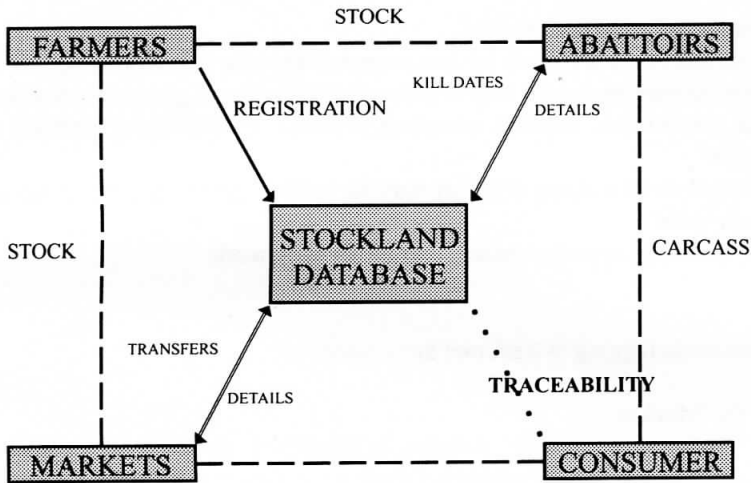 STOCK
FARMERS
ABATTOIRS
KILL DATES
REGISTRATION
DETAILS
STOCKLAND
DATABASE
STOCK
CARCASS
TRANSFERS
TRACEABILITY
DETAILS
MARKETS
CONSUMER